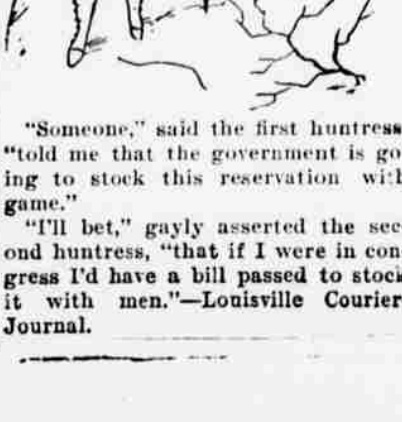 "Someone," said the first huntress
"told me that the government is go
ing to stock this reservation with
game."
"I'll bet," gayly asserted the sec
ond huntress, "that if I were in con
gress I'd have a bill passed to stock
it with men."—Louisville Courier
Journal.